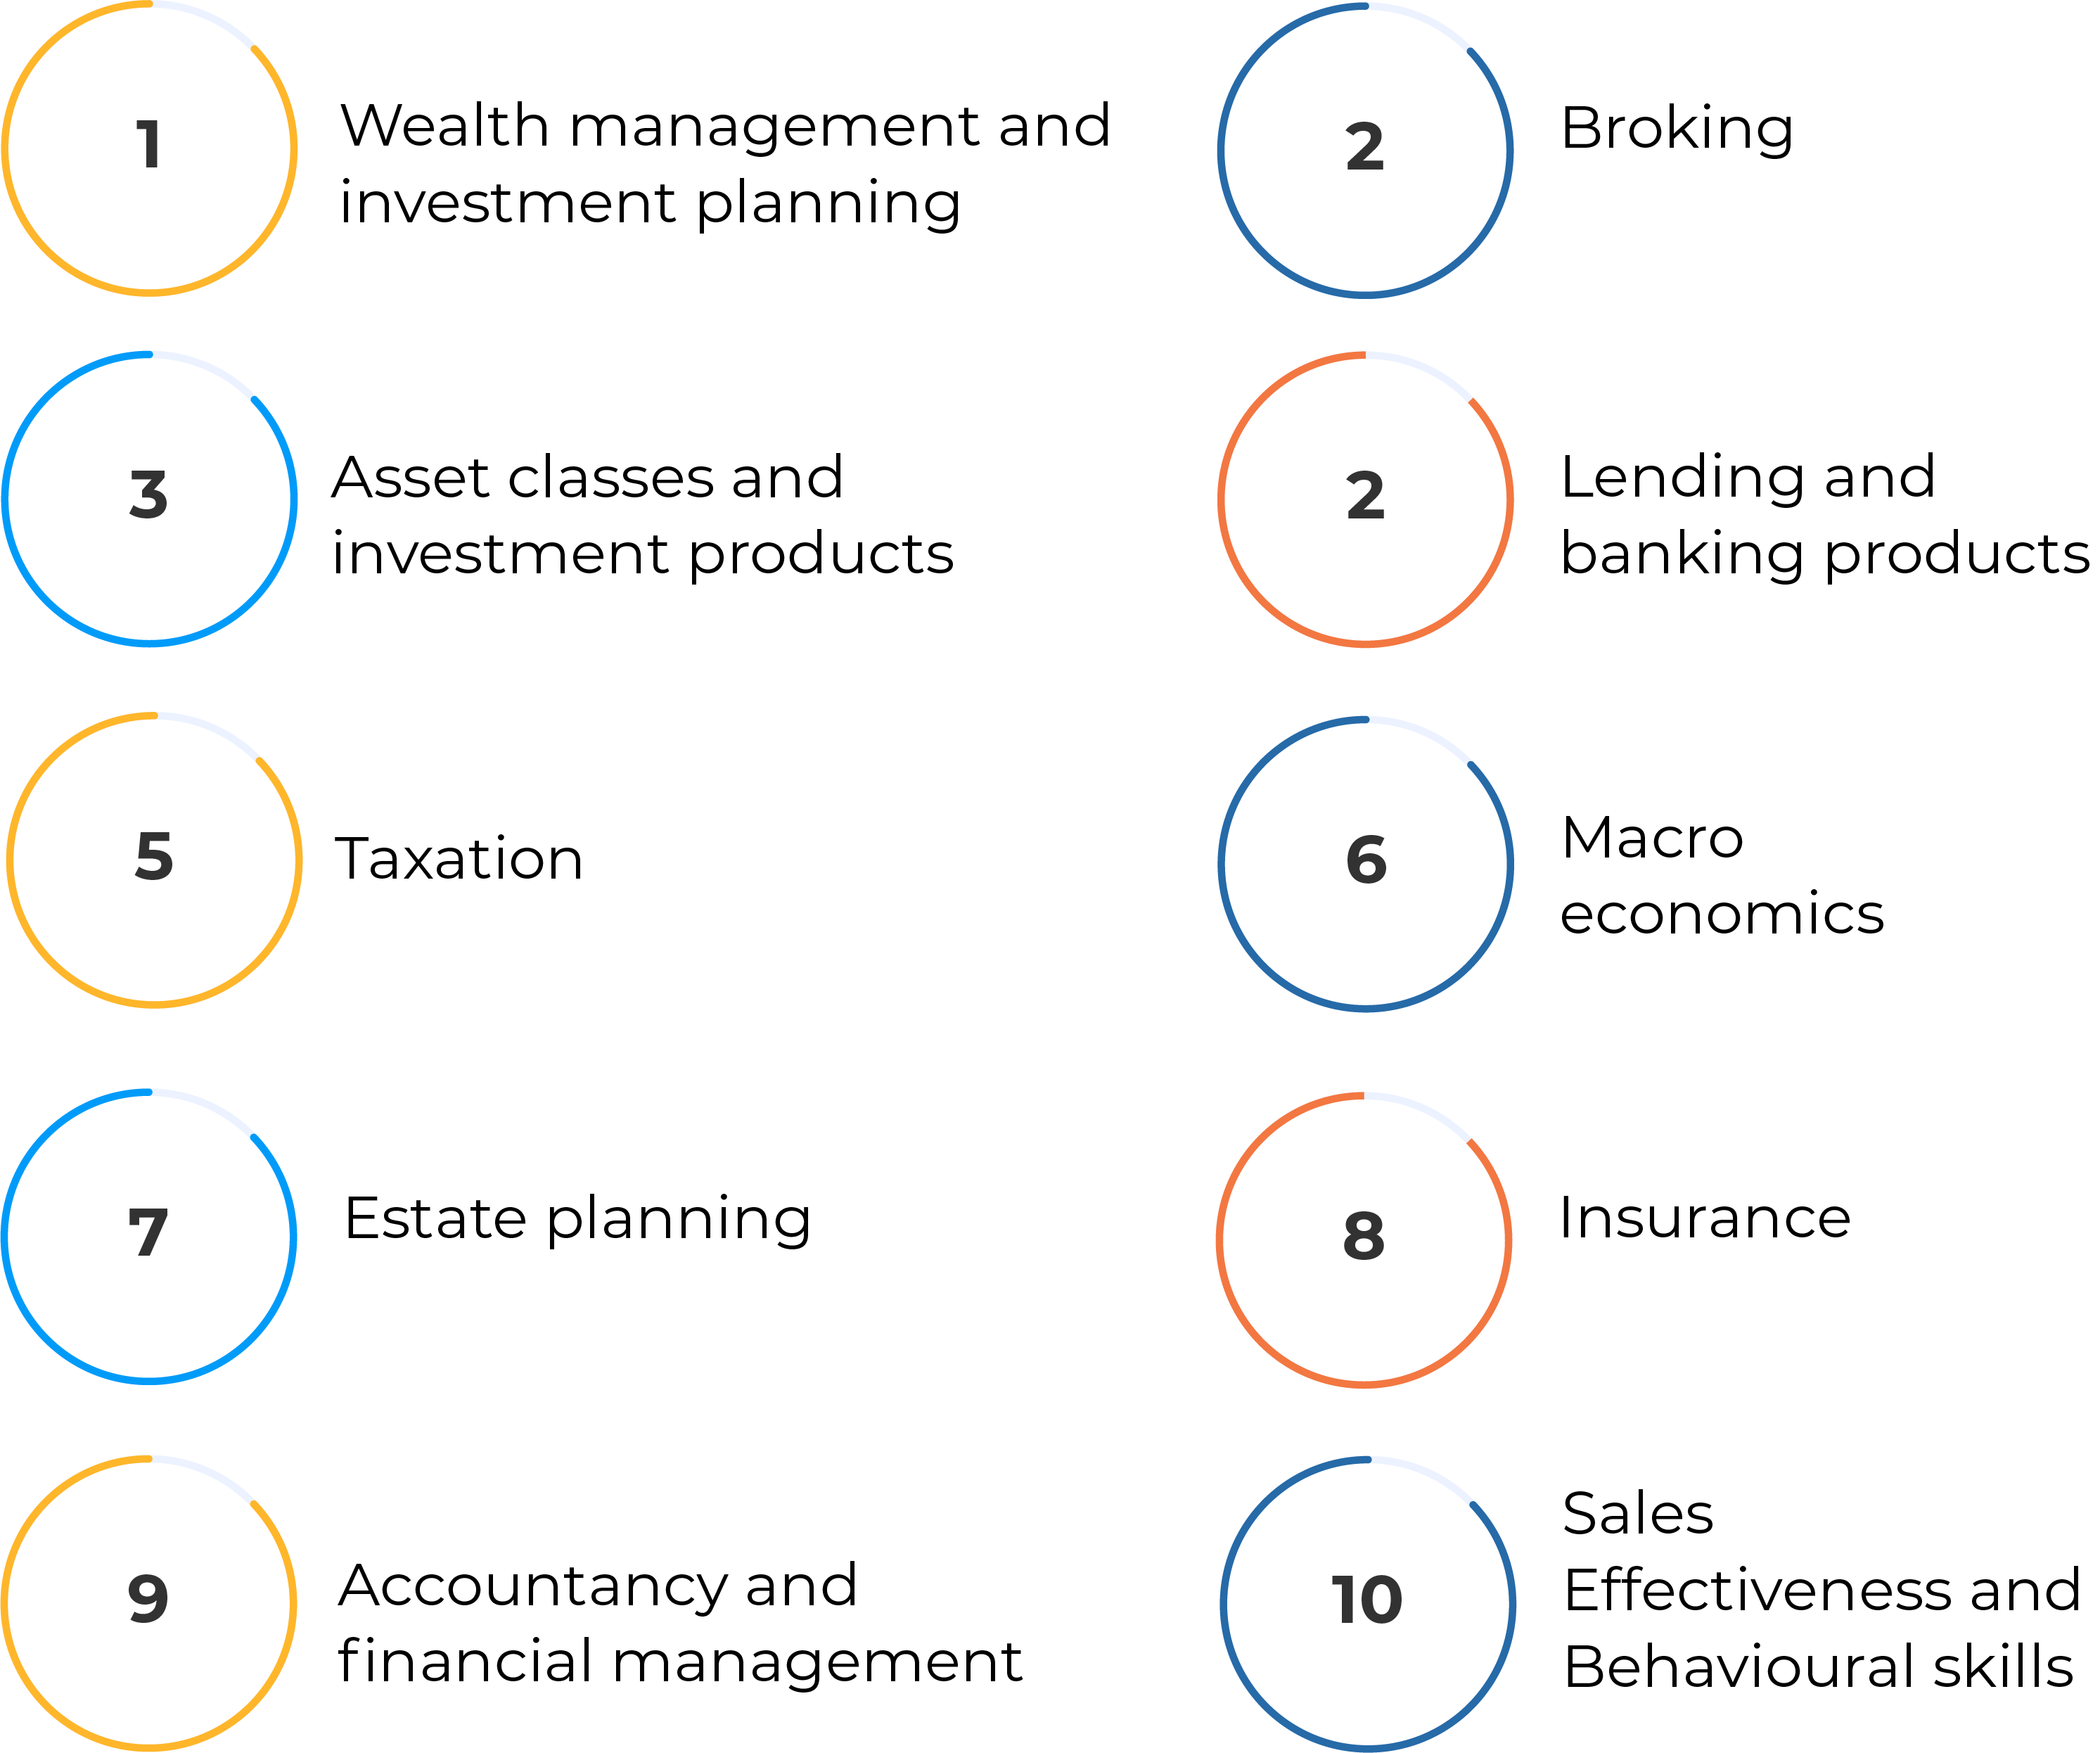 1
Wealth management and
investment planning
2
Broking
3
Asset classes and
investment products
2
Lending and
banking products
5
Taxation
6
Macro
economics
7
Estate planning
8
Insurance
9
Accountancy and
financial management
10
Sales
Effectiveness and
Behavioural skills